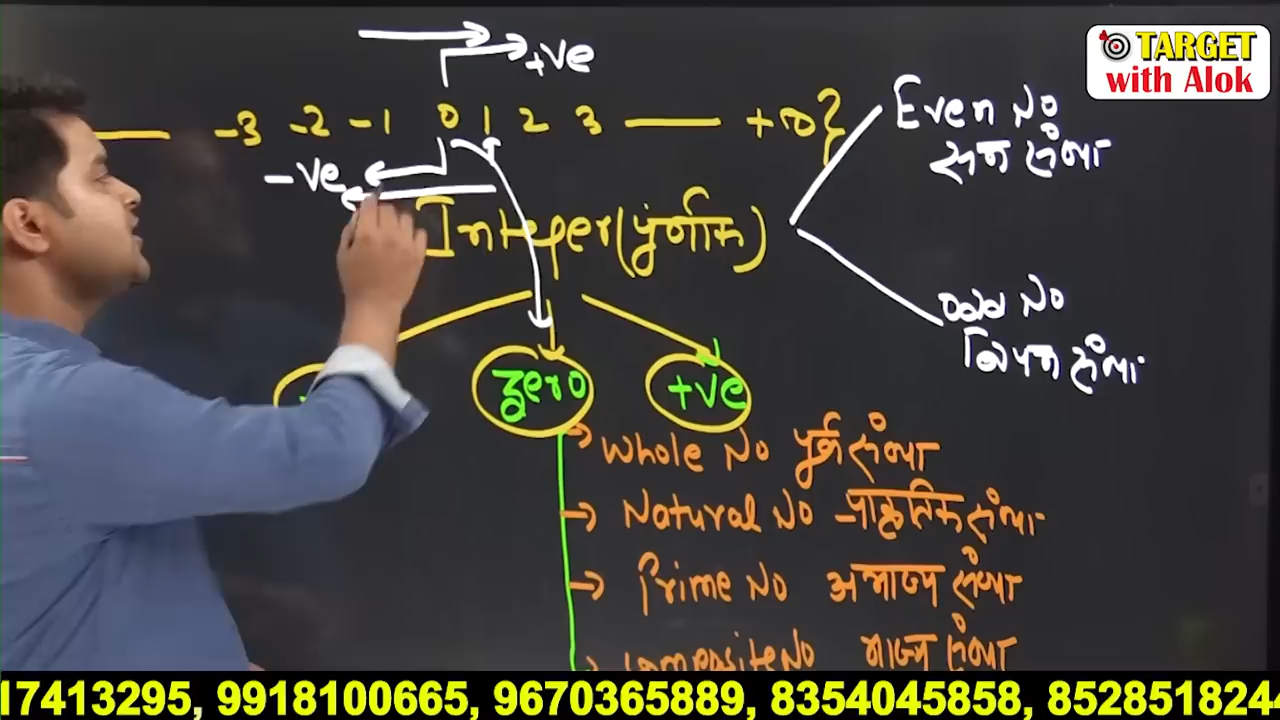 TARGET
with Alok
+ve
-3 -2 -1 0 1 2 3 +∞}
-ve
Even No
सम संख्या
Integer (पूर्णांक)
odd No
विषम संख्या
zero +ve
Whole No पूर्ण संख्या
Natural No प्राकृतिक संख्या
Prime No अभाज्य संख्या
Composite No भाज्य संख्या
17413295, 9918100665, 9670365889, 8354045858, 852851824